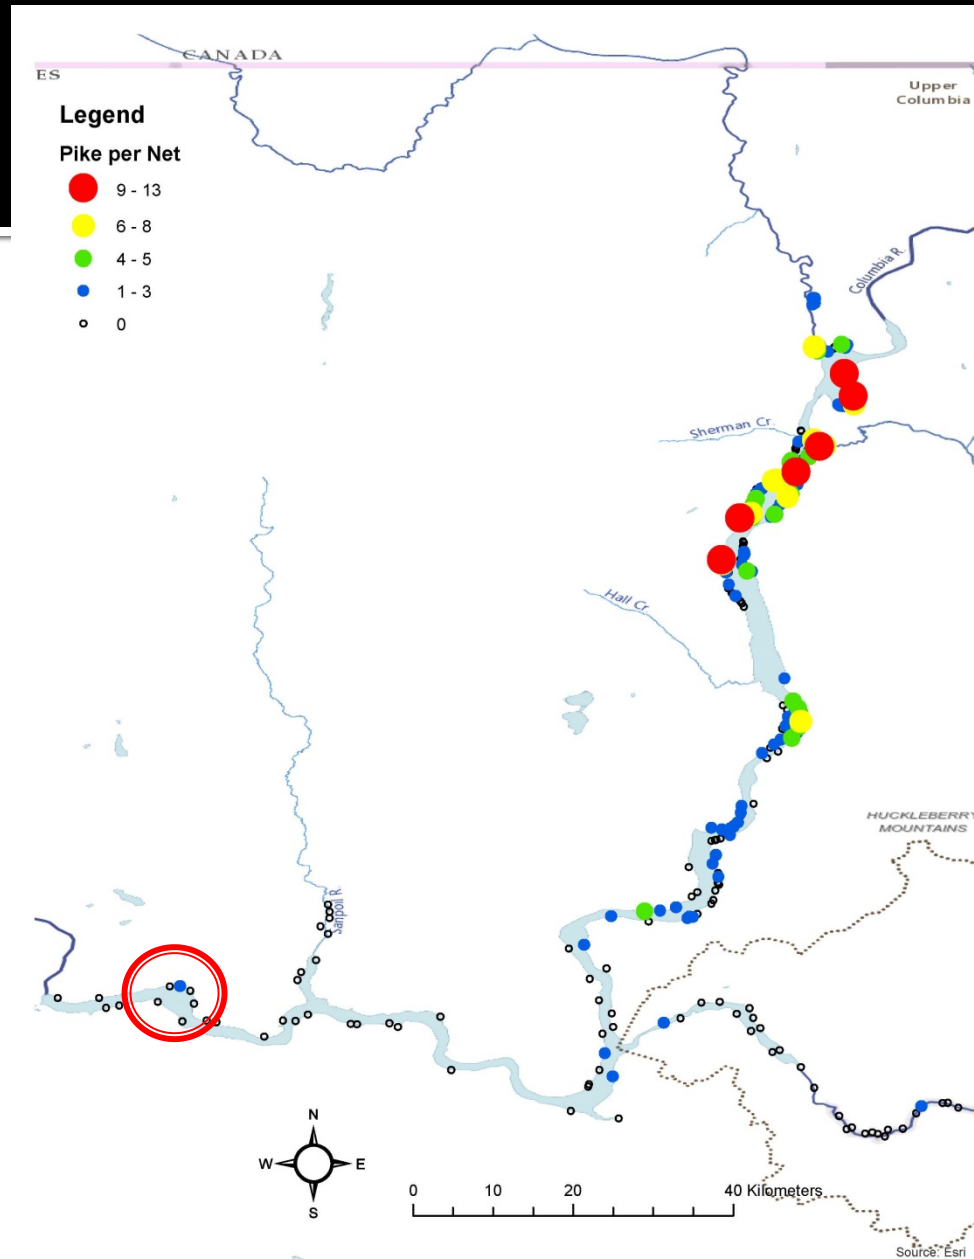 CANADA
ES
Upper
Columbia
Legend
Pike per Net
9 - 13
6 - 8
4 - 5
1 - 3
0
Columbia R.
Sherman Cr.
Hall Cr
HUCKLEBERRY
MOUNTAINS
Sanpoil R.
N
W
E
S
0
10
20
40 Kilometers
Source: Esri